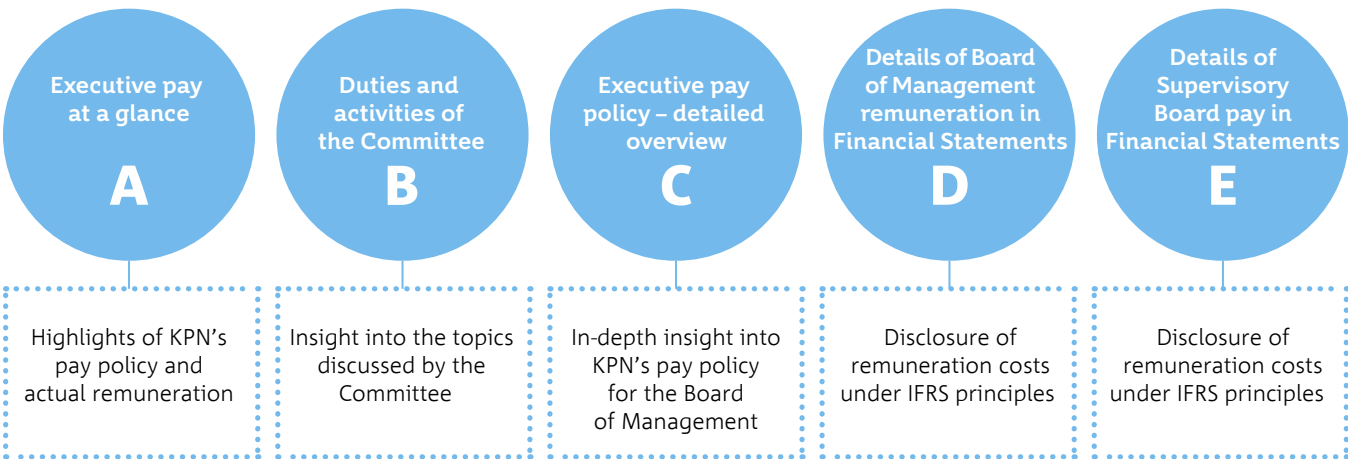 Executive pay
at a glance
A
Duties and
activities of
the Committee
B
Executive pay
policy – detailed
overview
C
Details of Board
of Management
remuneration in
Financial Statements
D
Details of
Supervisory
Board pay in
Financial Statements
E
Highlights of KPN’s
pay policy and
actual remuneration
Insight into the topics
discussed by the
Committee
In-depth insight into
KPN’s pay policy
for the Board
of Management
Disclosure of
remuneration costs
under IFRS principles
Disclosure of
remuneration costs
under IFRS principles